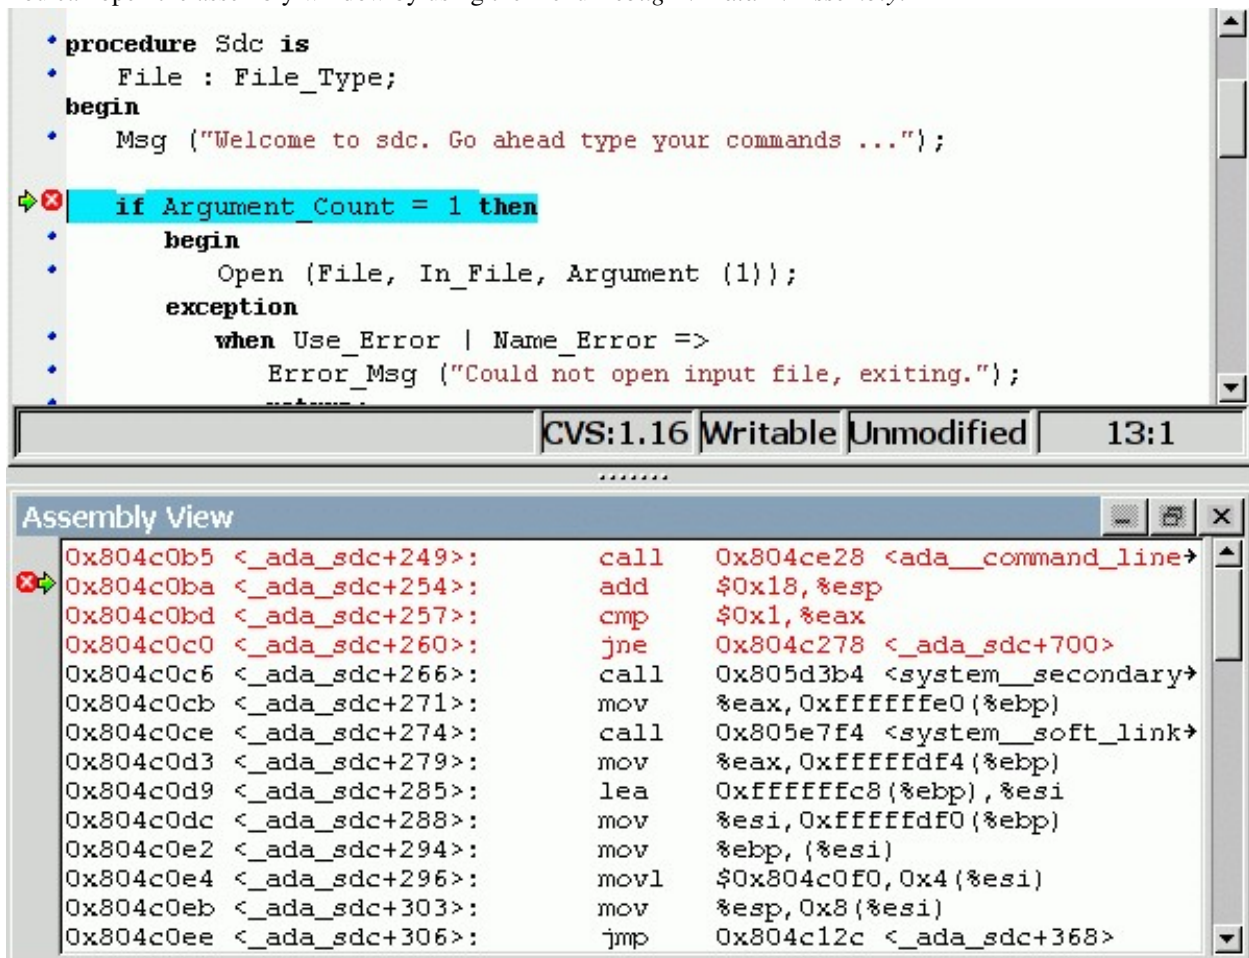 procedure Sdc is
File : File_Type;
begin
Msg ("Welcome to sdc. Go ahead type your commands ...");
if Argument_Count = 1 then
begin
Open (File, In_File, Argument (1));
exception
when Use_Error | Name_Error =>
Error_Msg ("Could not open input file, exiting.");
CVS:1.16 Writable Unmodified 13:1
Assembly View
0x804c0b5 <_ada_sdc+249>: call 0x804ce28 <ada__command_line
0x804c0ba <_ada_sdc+254>: add $0x18,%esp
0x804c0bd <_ada_sdc+257>: cmp $0x1,%eax
0x804c0c0 <_ada_sdc+260>: jne 0x804c278 <_ada_sdc+700>
0x804c0c6 <_ada_sdc+266>: call 0x805d3b4 <system__secondary
0x804c0cb <_ada_sdc+271>: mov %eax,0xffffffe0(%ebp)
0x804c0ce <_ada_sdc+274>: call 0x805e7f4 <system__soft_link
0x804c0d3 <_ada_sdc+279>: mov %eax,0xfffffdf4(%ebp)
0x804c0d9 <_ada_sdc+285>: lea 0xffffffc8(%ebp),%esi
0x804c0dc <_ada_sdc+288>: mov %esi,0xfffffdf0(%ebp)
0x804c0e2 <_ada_sdc+294>: mov %ebp,(%esi)
0x804c0e4 <_ada_sdc+296>: movl $0x804c0f0,0x4(%esi)
0x804c0eb <_ada_sdc+303>: mov %esp,0x8(%esi)
0x804c0ee <_ada_sdc+306>: jmp 0x804c12c <_ada_sdc+368>